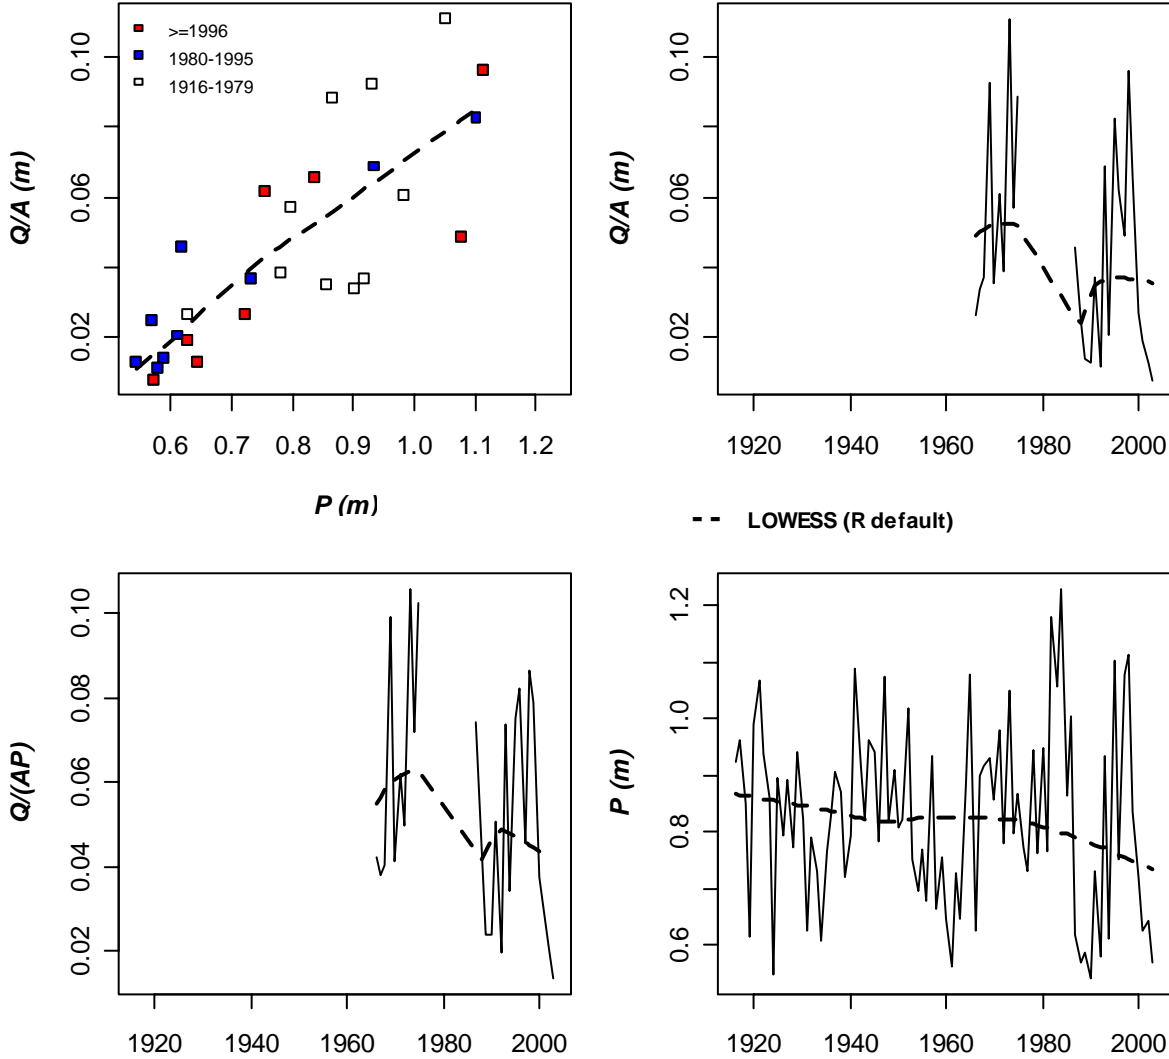 >=1996
1980-1995
1916-1979
Q/A (m)
0.02 0.06 0.10
0.6 0.7 0.8 0.9 1.0 1.1 1.2
P (m)
Q/A (m)
0.02 0.06 0.10
1920 1940 1960 1980 2000
LOWESS (R default)
Q/(AP)
0.02 0.04 0.06 0.08 0.10
1920 1940 1960 1980 2000
P (m)
0.6 0.8 1.0 1.2
1920 1940 1960 1980 2000